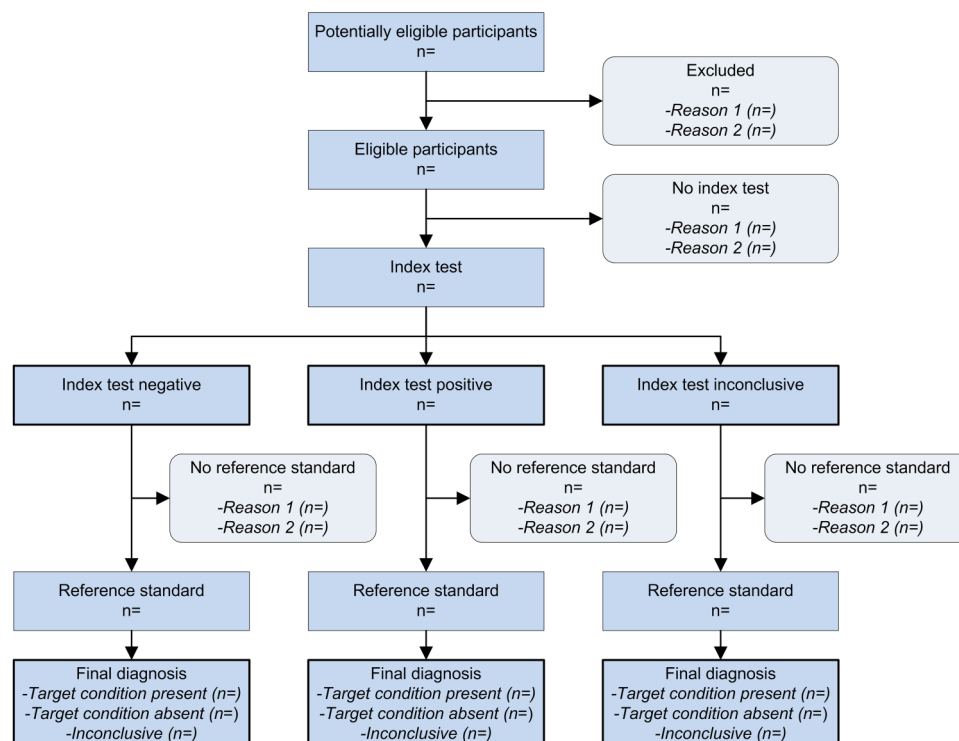 Potentially eligible participants
n=
Excluded
n=
-Reason 1 (n=)
-Reason 2 (n=)
Eligible participants
n=
No index test
n=
-Reason 1 (n=)
-Reason 2 (n=)
Index test
n=
Index test negative
n=
Index test positive
n=
Index test inconclusive
n=
No reference standard
n=
-Reason 1 (n=)
-Reason 2 (n=)
No reference standard
n=
-Reason 1 (n=)
-Reason 2 (n=)
No reference standard
n=
-Reason 1 (n=)
-Reason 2 (n=)
Reference standard
n=
Reference standard
n=
Reference standard
n=
Final diagnosis
-Target condition present (n=)
-Target condition absent (n=)
-Inconclusive (n=)
Final diagnosis
-Target condition present (n=)
-Target condition absent (n=)
-Inconclusive (n=)
Final diagnosis
-Target condition present (n=)
-Target condition absent (n=)
-Inconclusive (n=)